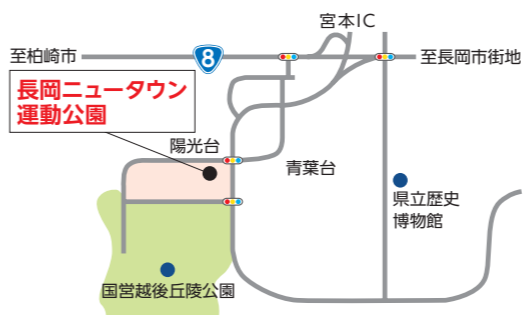 宮本IC
至柏崎市
8
至長岡市街地
長岡ニュータウン
運動公園
陽光台
青葉台
県立歴史
博物館
国営越後丘陵公園